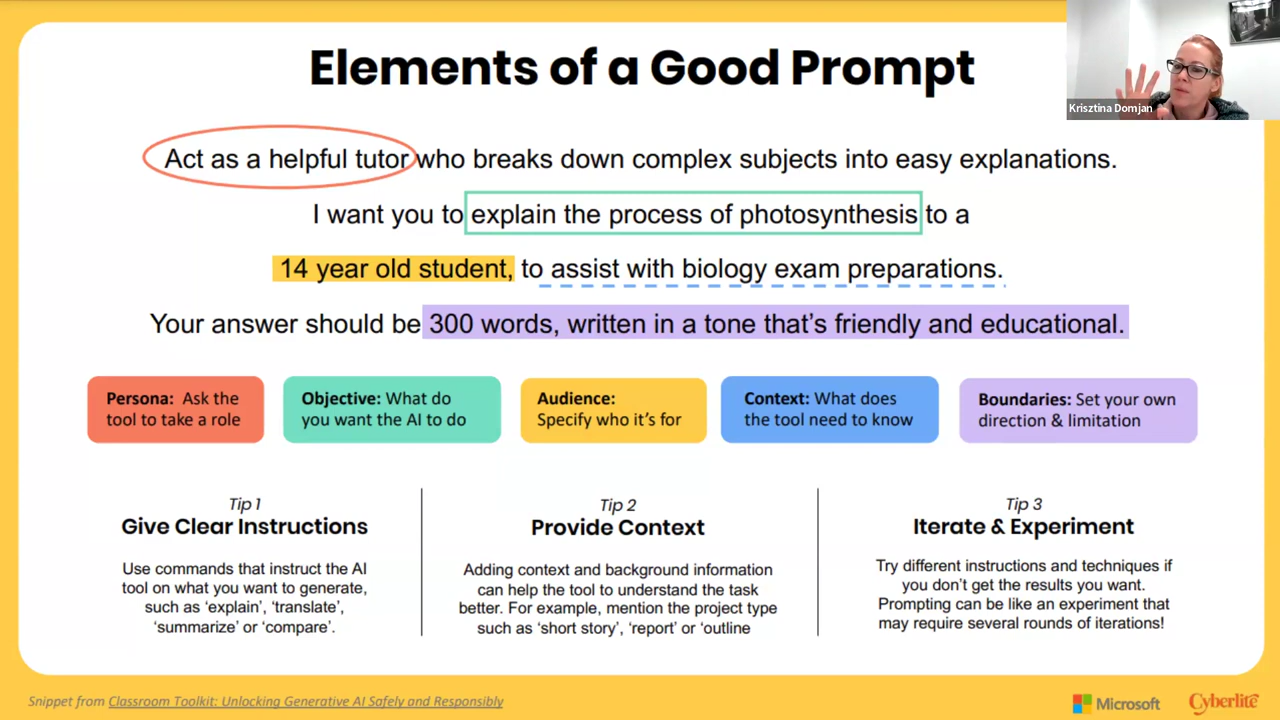 Elements of a Good Prompt
Krisztina Domjan
Act as a helpful tutor who breaks down complex subjects into easy explanations.
I want you to explain the process of photosynthesis to a
14 year old student, to assist with biology exam preparations.
Your answer should be 300 words, written in a tone that's friendly and educational.
Persona: Ask the
tool to take a role
Objective: What do
you want the AI to do
Audience:
Specify who it's for
Context: What does
the tool need to know
Boundaries: Set your own
direction & limitation
Tip 1
Give Clear Instructions
Use commands that instruct the AI
tool on what you want to generate,
such as 'explain', 'translate',
'summarize' or 'compare'.
Tip 2
Provide Context
Adding context and background information
can help the tool to understand the task
better. For example, mention the project type
such as 'short story', 'report' or 'outline
Tip 3
Iterate & Experiment
Try different instructions and techniques if
you don't get the results you want.
Prompting can be like an experiment that
may require several rounds of iterations!
Snippet from Classroom Toolkit: Unlocking Generative AI Safely and Responsibly
Microsoft
Cyberlite